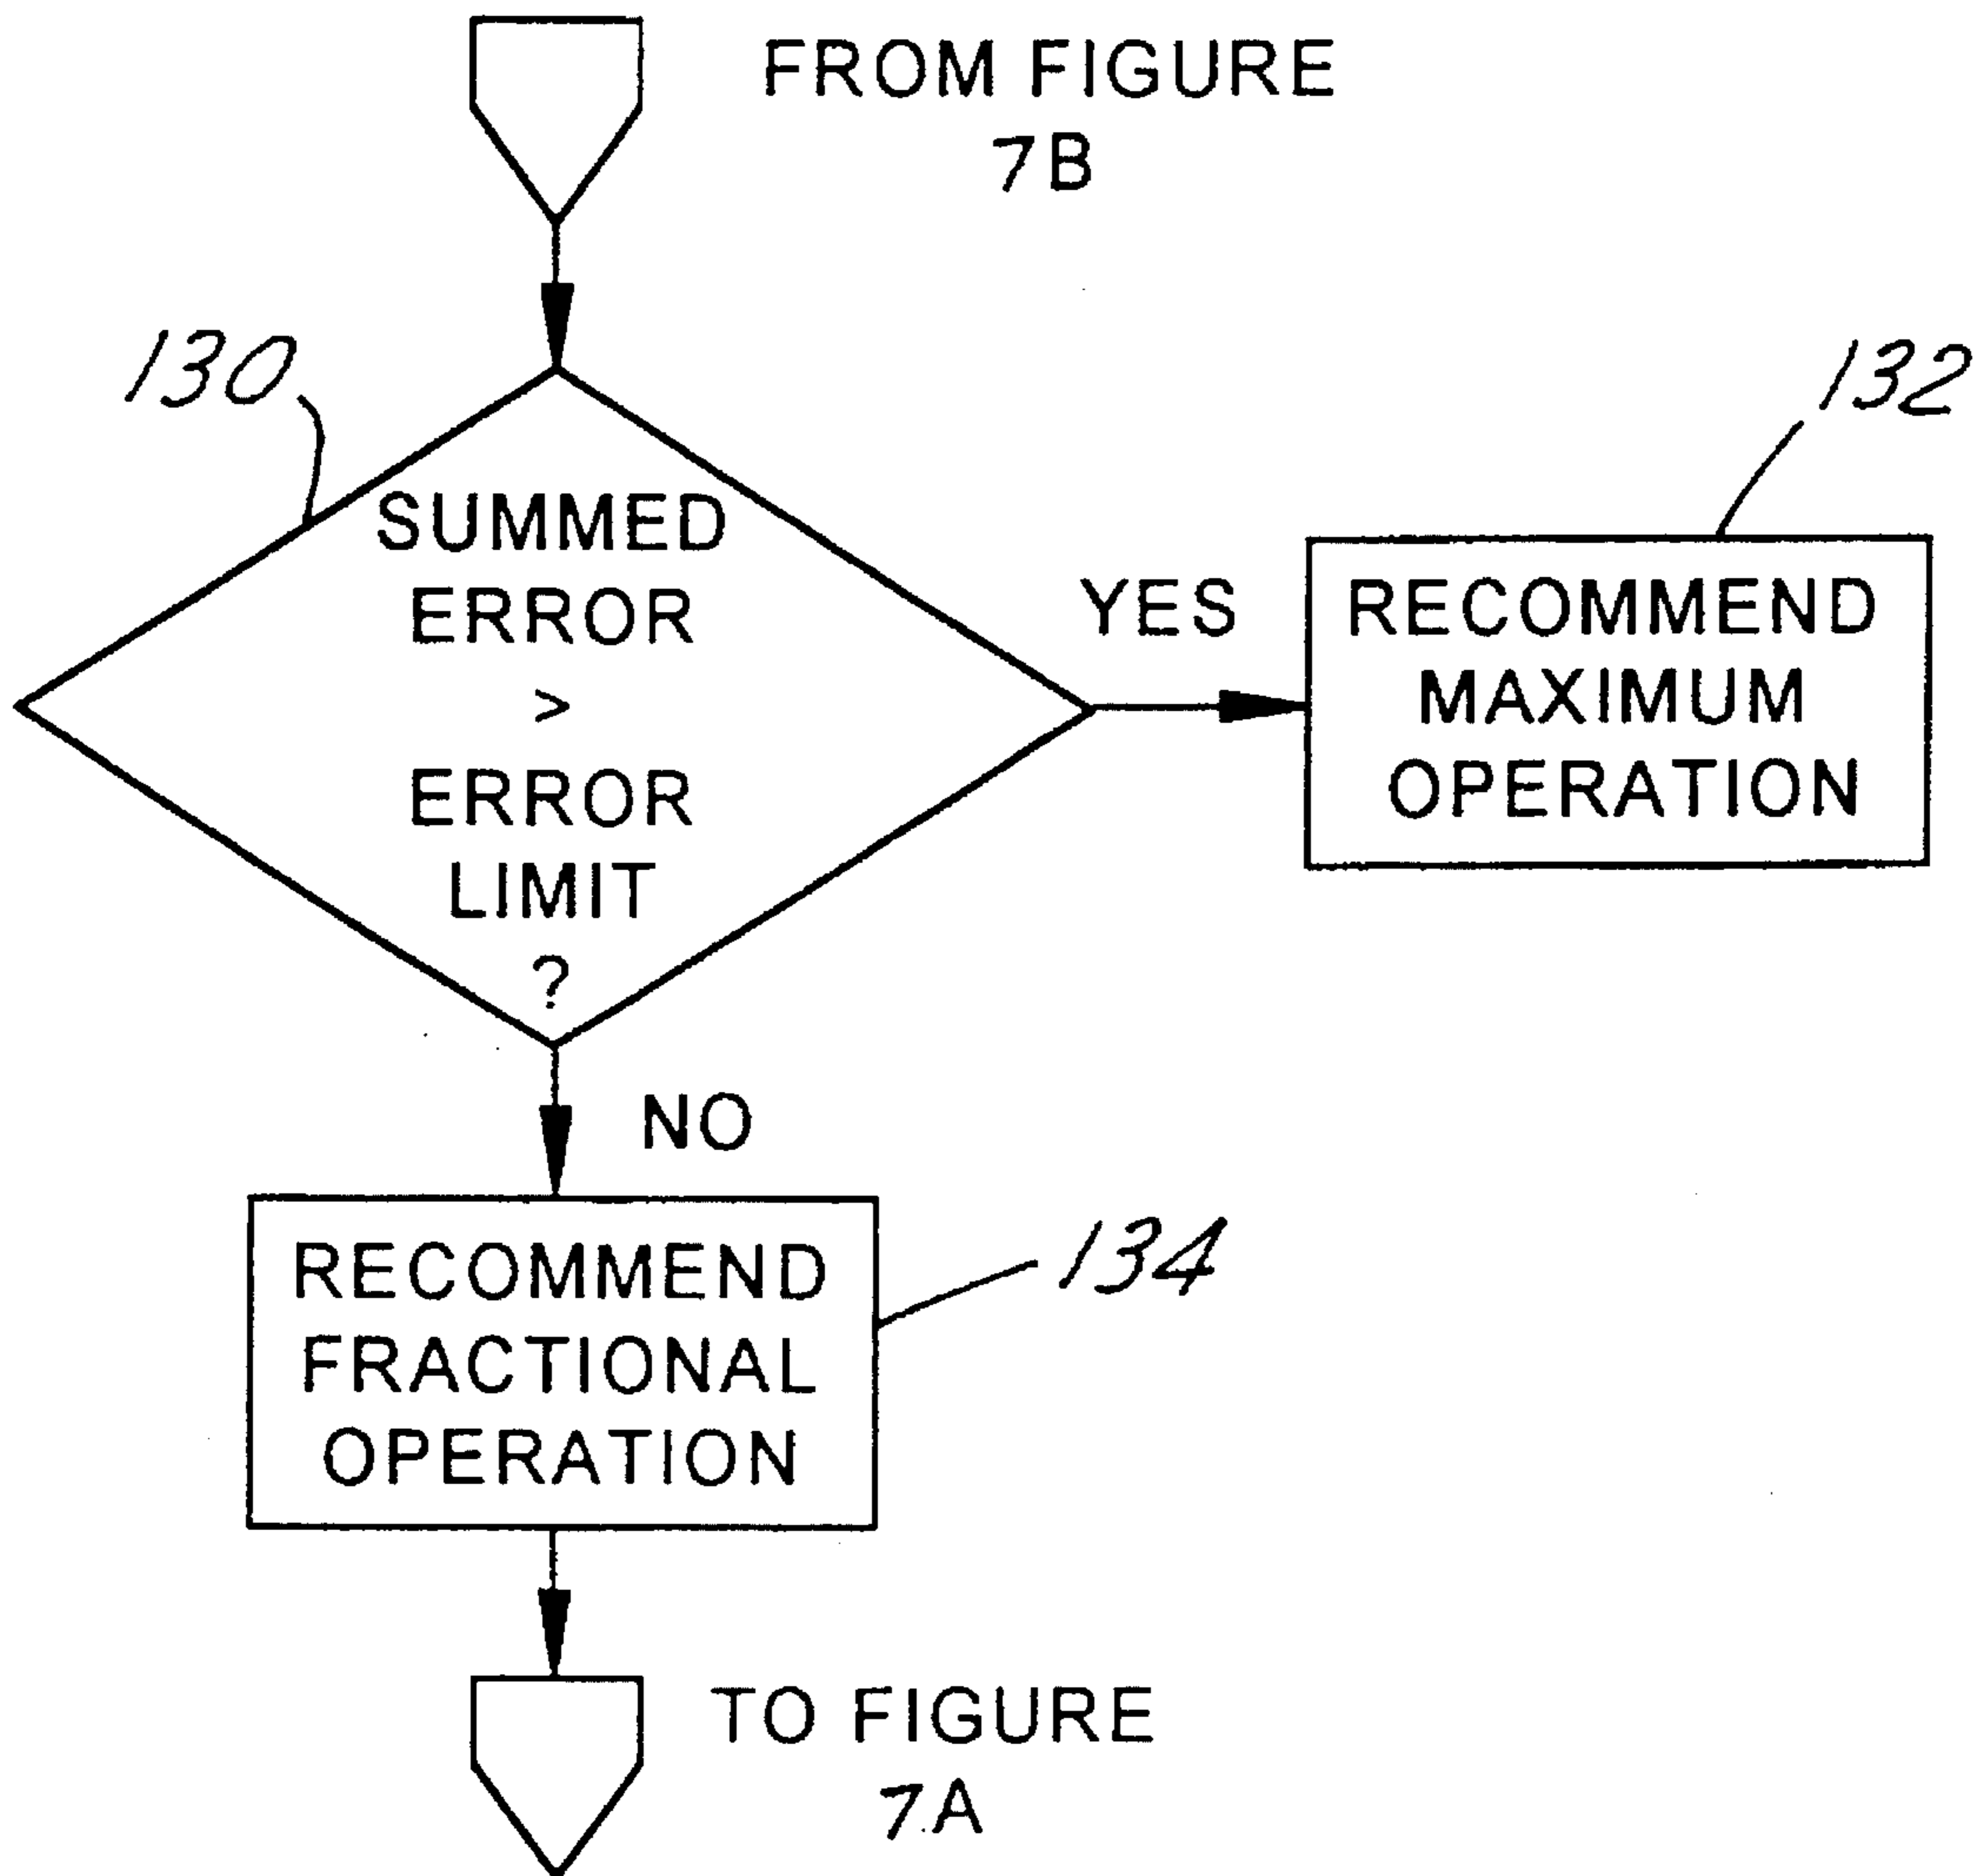 FROM FIGURE
7B
130
132
SUMMED
ERROR
>
ERROR
LIMIT
?
YES
RECOMMEND
MAXIMUM
OPERATION
NO
RECOMMEND
FRACTIONAL
OPERATION
134
TO FIGURE
7A